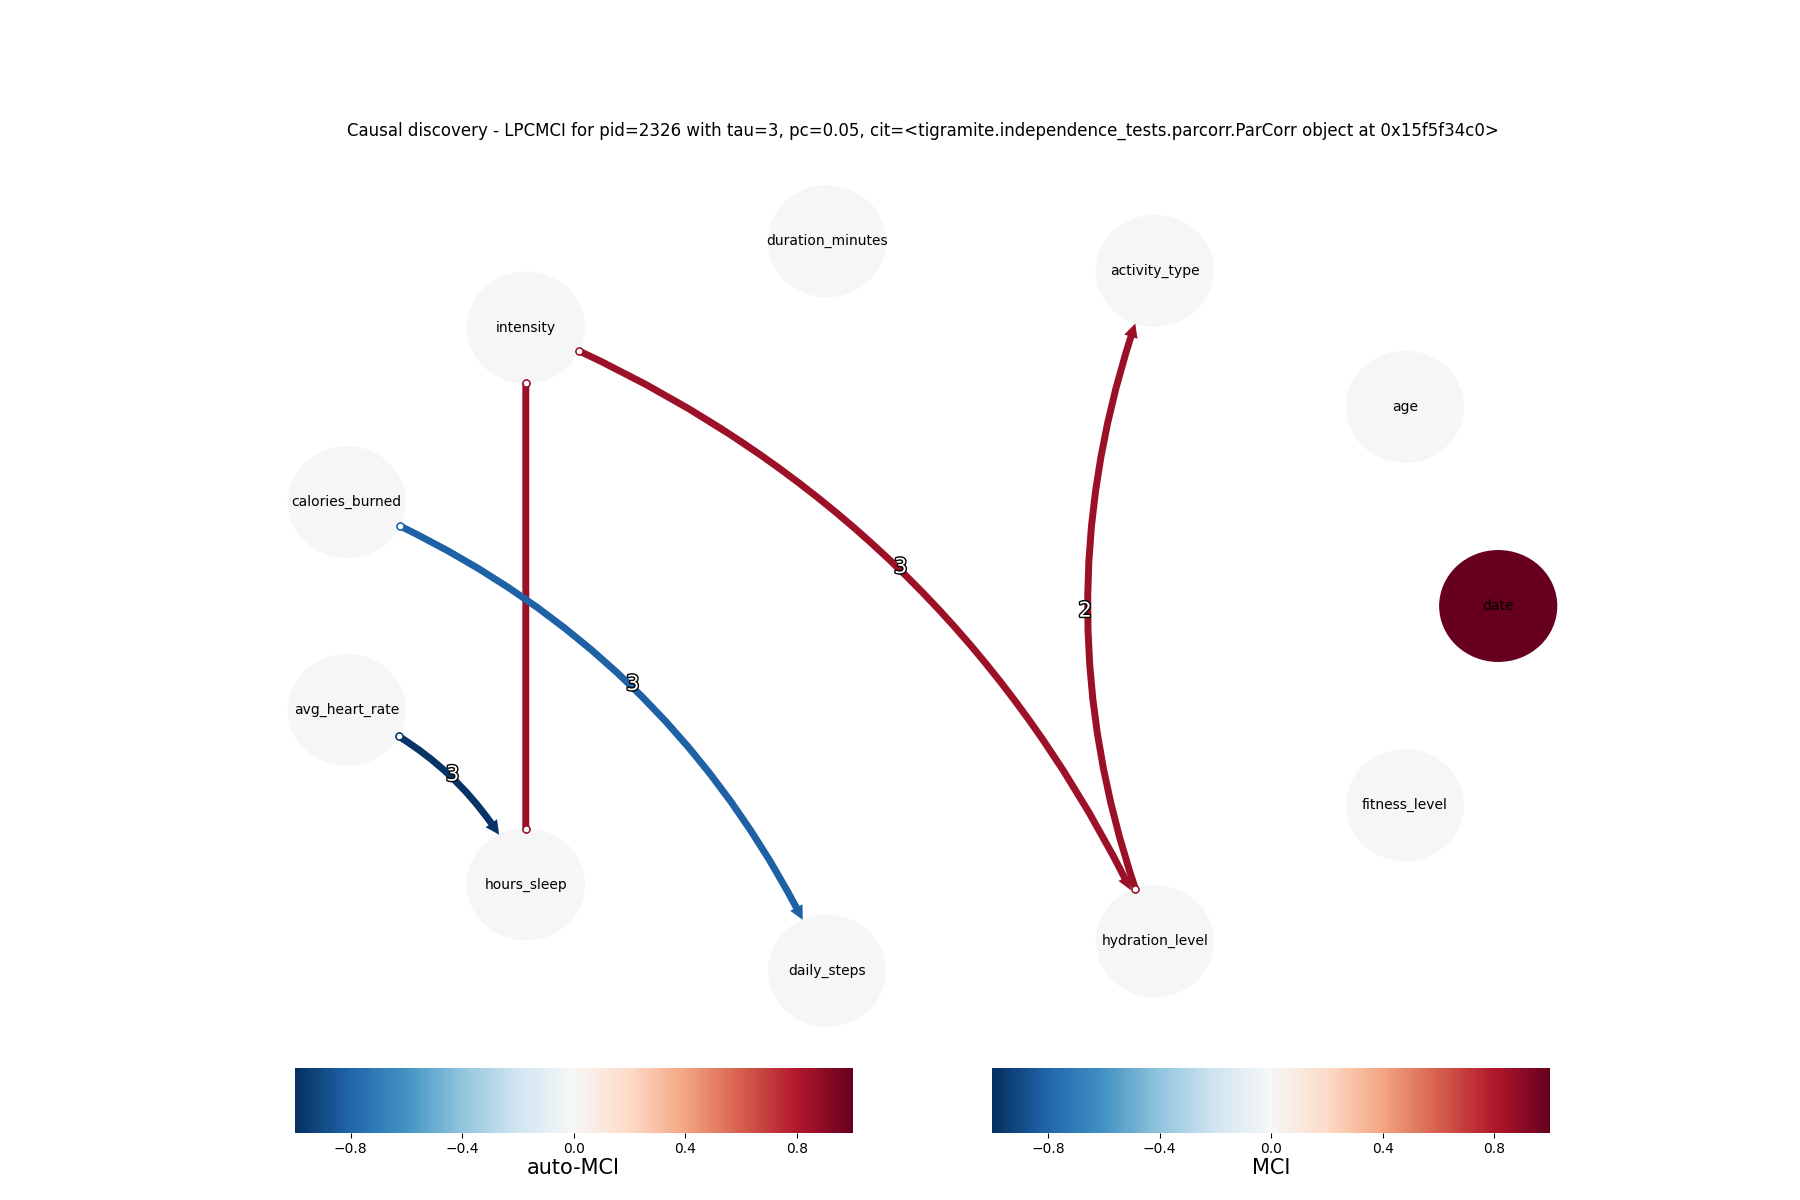 Causal discovery - LPCMCI for pid=2326 with tau=3, pc=0.05, cit=<tigramite.independence_tests.parcorr.ParCorr object at 0x15f5f34c0>
duration_minutes
activity_type
intensity
age
calories_burned
3
date
2
3
avg_heart_rate
3
fitness_level
hours_sleep
hydration_level
daily_steps
−0.8 −0.4 0.0 0.4 0.8
auto-MCI
−0.8 −0.4 0.0 0.4 0.8
MCI